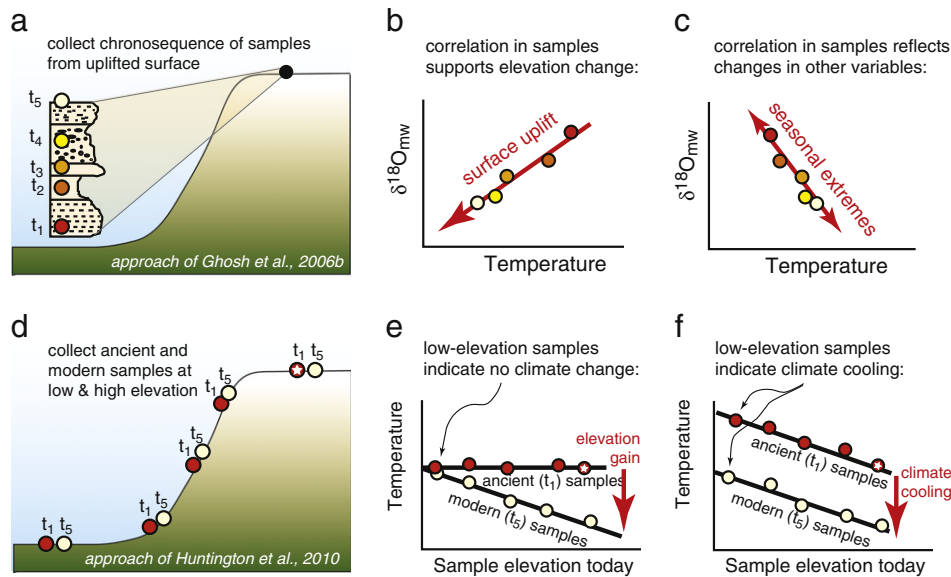 a
collect chronosequence of samples
from uplifted surface
t5
t4
t3
t2
t1
approach of Ghosh et al., 2006b
b
correlation in samples
supports elevation change:
δ18Omw
surface uplift
Temperature
c
correlation in samples reflects
changes in other variables:
δ18Omw
seasonal extremes
Temperature
d
collect ancient and
modern samples at
low & high elevation
t1 t5
t1 t5
t1 t5
t1 t5
t1 t5
approach of Huntington et al., 2010
e
low-elevation samples
indicate no climate change:
Temperature
elevation
gain
ancient (t1) samples
modern (t5) samples
Sample elevation today
f
low-elevation samples
indicate climate cooling:
Temperature
ancient (t1) samples
climate
cooling
modern (t5) samples
Sample elevation today